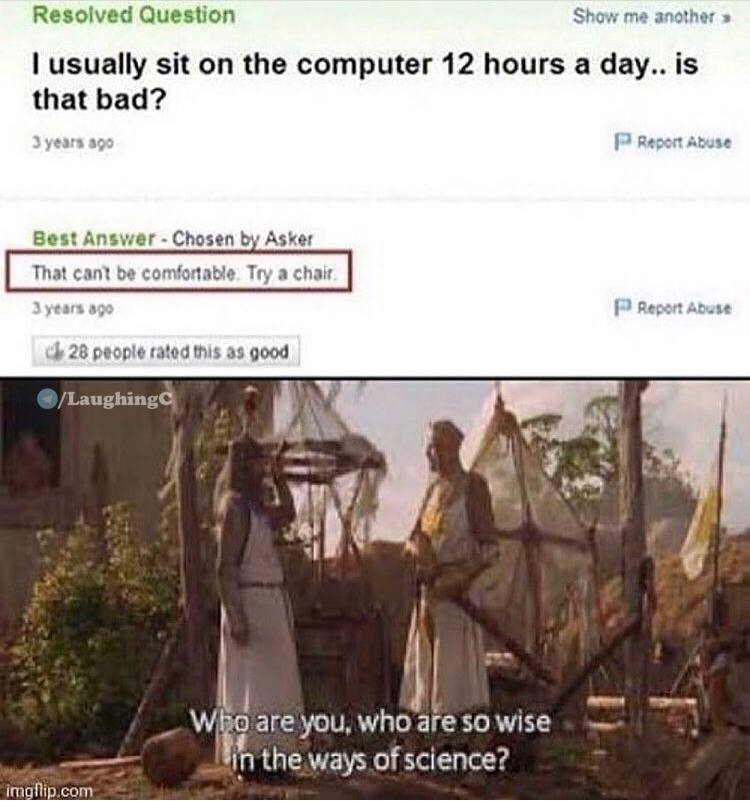 Resolved Question
Show me another »
I usually sit on the computer 12 hours a day.. is
that bad?
3 years ago
Report Abuse
Best Answer - Chosen by Asker
That can't be comfortable. Try a chair.
3 years ago
Report Abuse
28 people rated this as good
/LaughingC
Who are you, who are so wise
in the ways of science?
imgflip.com